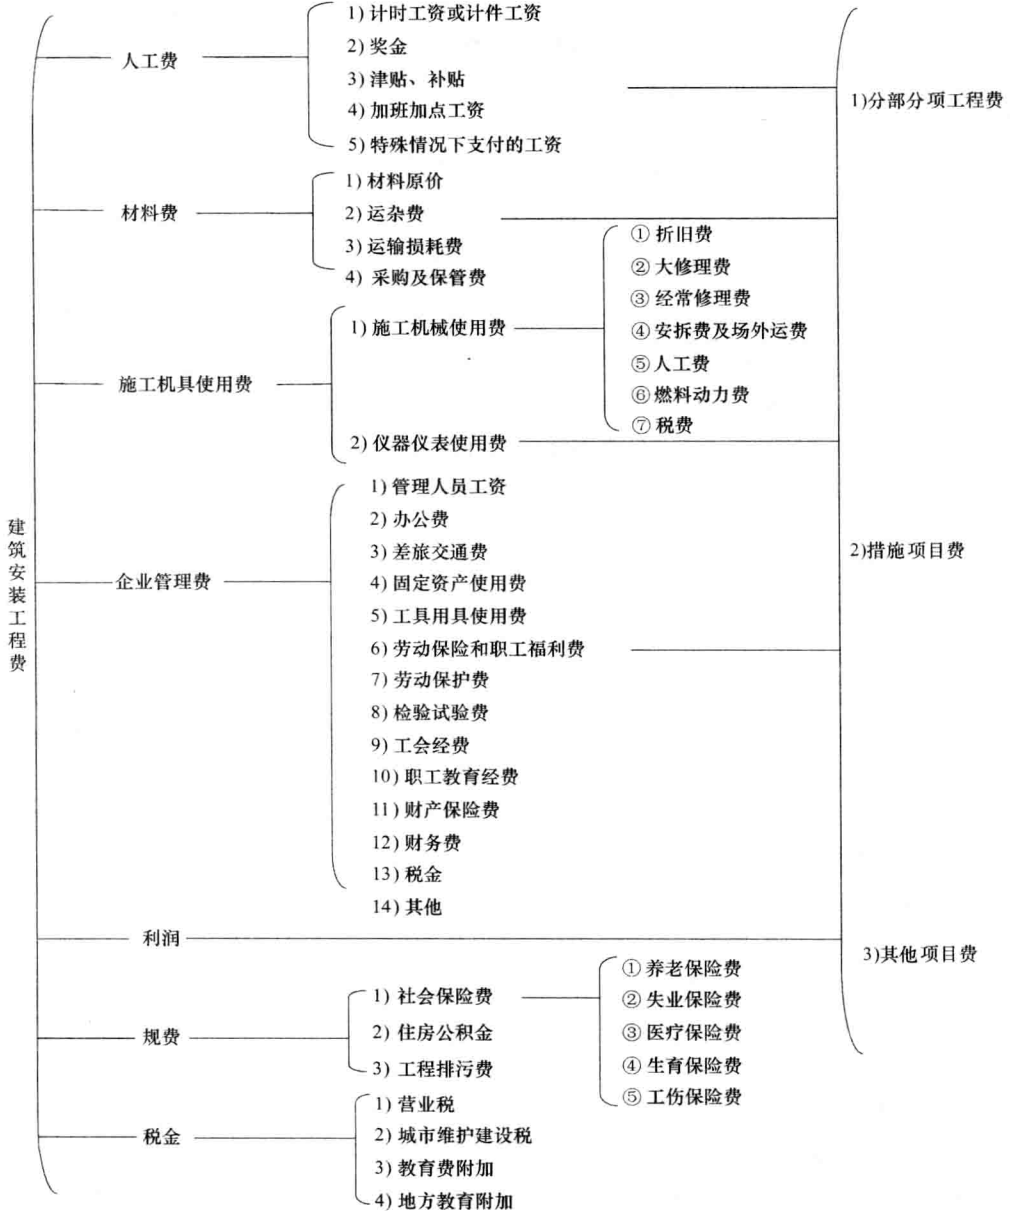 建筑安装工程费
人工费
1) 计时工资或计件工资
2) 奖金
3) 津贴、补贴
4) 加班加点工资
5) 特殊情况下支付的工资
材料费
1) 材料原价
2) 运杂费
3) 运输损耗费
4) 采购及保管费
施工机具使用费
1) 施工机械使用费
① 折旧费
② 大修理费
③ 经常修理费
④ 安拆费及场外运费
⑤ 人工费
⑥ 燃料动力费
⑦ 税费
2) 仪器仪表使用费
企业管理费
1) 管理人员工资
2) 办公费
3) 差旅交通费
4) 固定资产使用费
5) 工具用具使用费
6) 劳动保险和职工福利费
7) 劳动保护费
8) 检验试验费
9) 工会经费
10) 职工教育经费
11) 财产保险费
12) 财务费
13) 税金
14) 其他
利润
规费
1) 社会保险费
① 养老保险费
② 失业保险费
③ 医疗保险费
④ 生育保险费
⑤ 工伤保险费
2) 住房公积金
3) 工程排污费
税金
1) 营业税
2) 城市维护建设税
3) 教育费附加
4) 地方教育附加
1)分部分项工程费
2)措施项目费
3)其他项目费